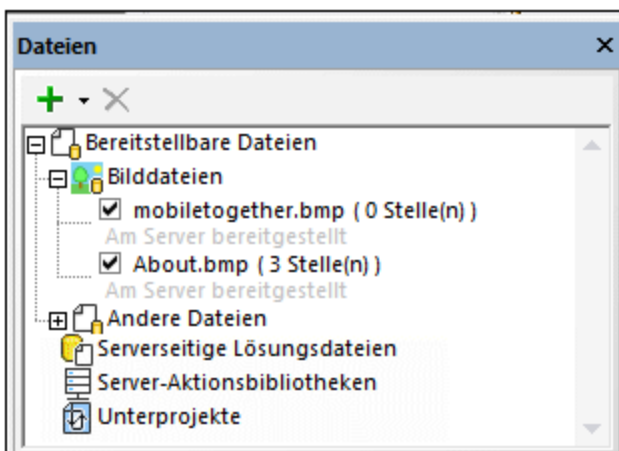 Dateien
Bereitstellbare Dateien
Bilddateien
mobiletogether.bmp ( 0 Stelle(n) )
Am Server bereitgestellt
About.bmp ( 3 Stelle(n) )
Am Server bereitgestellt
Andere Dateien
Serverseitige Lösungsdateien
Server-Aktionsbibliotheken
Unterprojekte